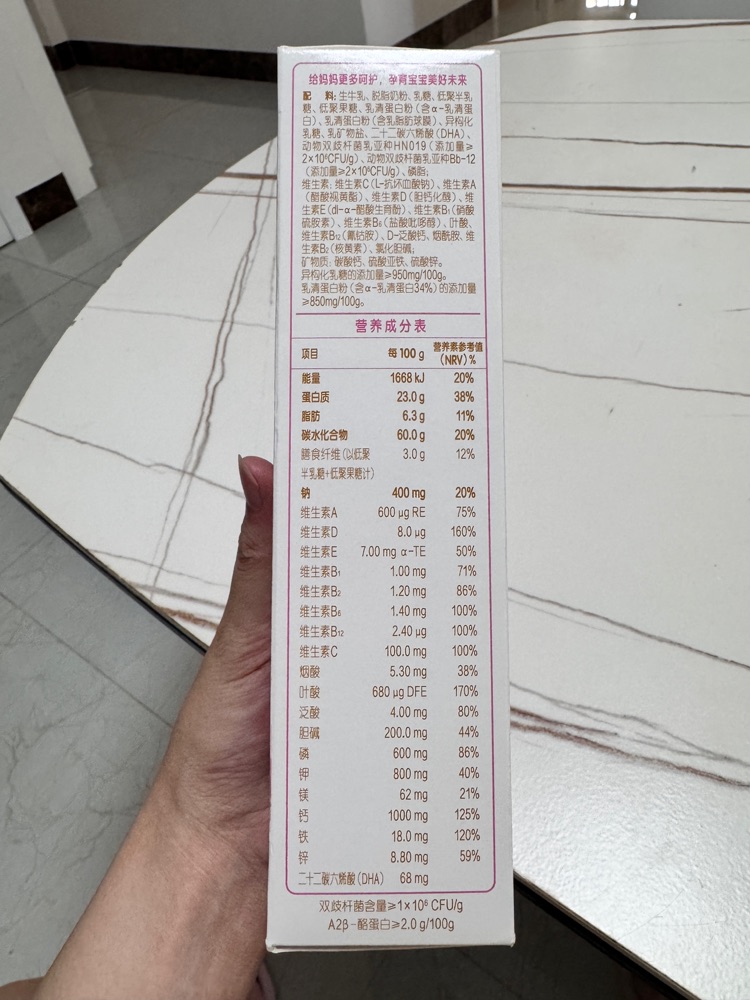 给妈妈更多呵护，孕育宝宝美好未来
配 料：生牛乳、脱脂奶粉、乳糖、低聚半乳
糖、低聚果糖、乳清蛋白粉（含α-乳清蛋
白）、乳清蛋白粉（含乳脂肪球膜）、异构化
乳糖、乳矿物盐、二十二碳六烯酸（DHA）、
动物双歧杆菌乳亚种HN019（添加量≥
2×10⁶CFU/g）、动物双歧杆菌乳亚种Bb-12
（添加量≥2×10⁶CFU/g）、磷脂；
维生素：维生素C（L-抗坏血酸钠）、维生素A
（醋酸视黄酯）、维生素D（胆钙化醇）、维
生素E（dl-α-醋酸生育酚）、维生素B₁（硝酸
硫胺素）、维生素B₆（盐酸吡哆醇）、叶酸、
维生素B₁₂（氰钴胺）、D-泛酸钙、烟酰胺、维
生素B₂（核黄素）、氯化胆碱；
矿物质：碳酸钙、硫酸亚铁、硫酸锌。
异构化乳糖的添加量≥950mg/100g。
乳清蛋白粉（含α-乳清蛋白34%）的添加量
≥850mg/100g。
营养成分表
项目 每 100 g 营养素参考值
（NRV）%
能量 1668 kJ 20%
蛋白质 23.0 g 38%
脂肪 6.3 g 11%
碳水化合物 60.0 g 20%
膳食纤维（以低聚 3.0 g 12%
半乳糖+低聚果糖计）
钠 400 mg 20%
维生素A 600 μg RE 75%
维生素D 8.0 μg 160%
维生素E 7.00 mg α-TE 50%
维生素B₁ 1.00 mg 71%
维生素B₂ 1.20 mg 86%
维生素B₆ 1.40 mg 100%
维生素B₁₂ 2.40 μg 100%
维生素C 100.0 mg 100%
烟酸 5.30 mg 38%
叶酸 680 μg DFE 170%
泛酸 4.00 mg 80%
胆碱 200.0 mg 44%
磷 600 mg 86%
钾 800 mg 40%
镁 62 mg 21%
钙 1000 mg 125%
铁 18.0 mg 120%
锌 8.80 mg 59%
二十二碳六烯酸（DHA） 68 mg
双歧杆菌含量≥1×10⁶ CFU/g
A2β-酪蛋白≥2.0 g/100g